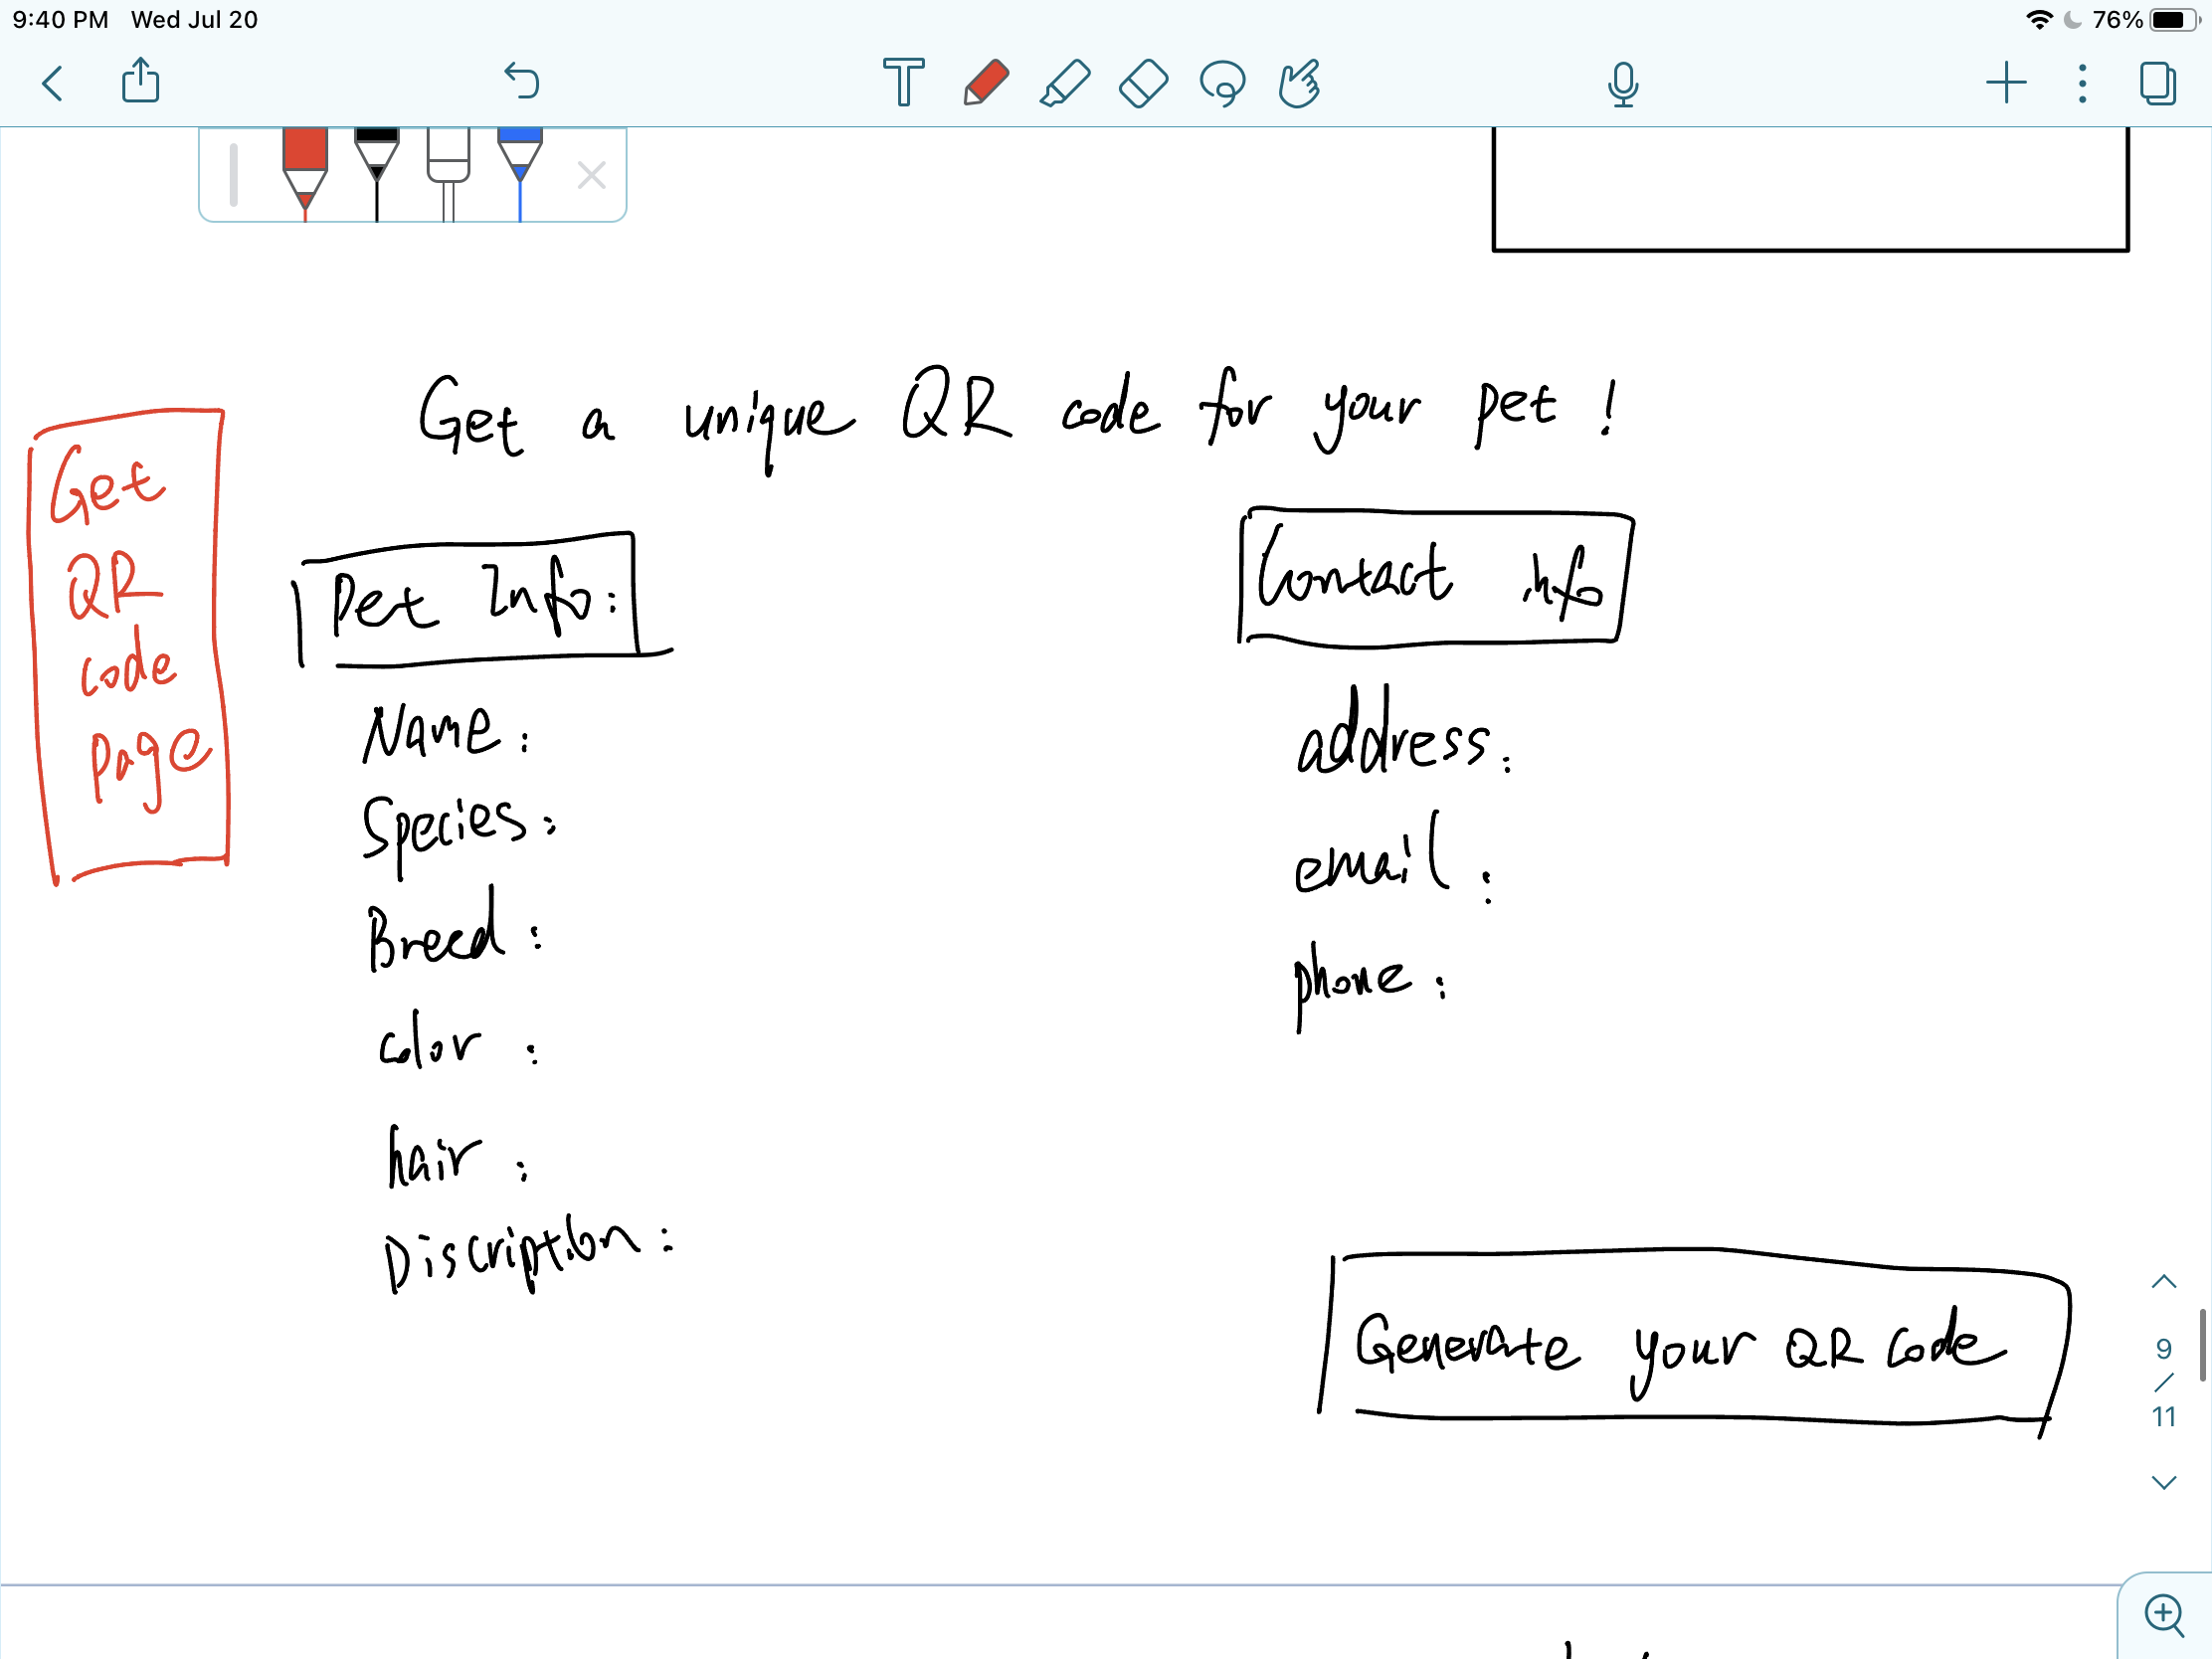 9:40 PM Wed Jul 20
76%
Get a unique QR code for your pet !
Get
QR
code
page
Pet Info:
Name:
Species:
Breed:
color :
hair :
Discription:
Contact info
address:
email :
phone :
Generate your QR code
9
/
11